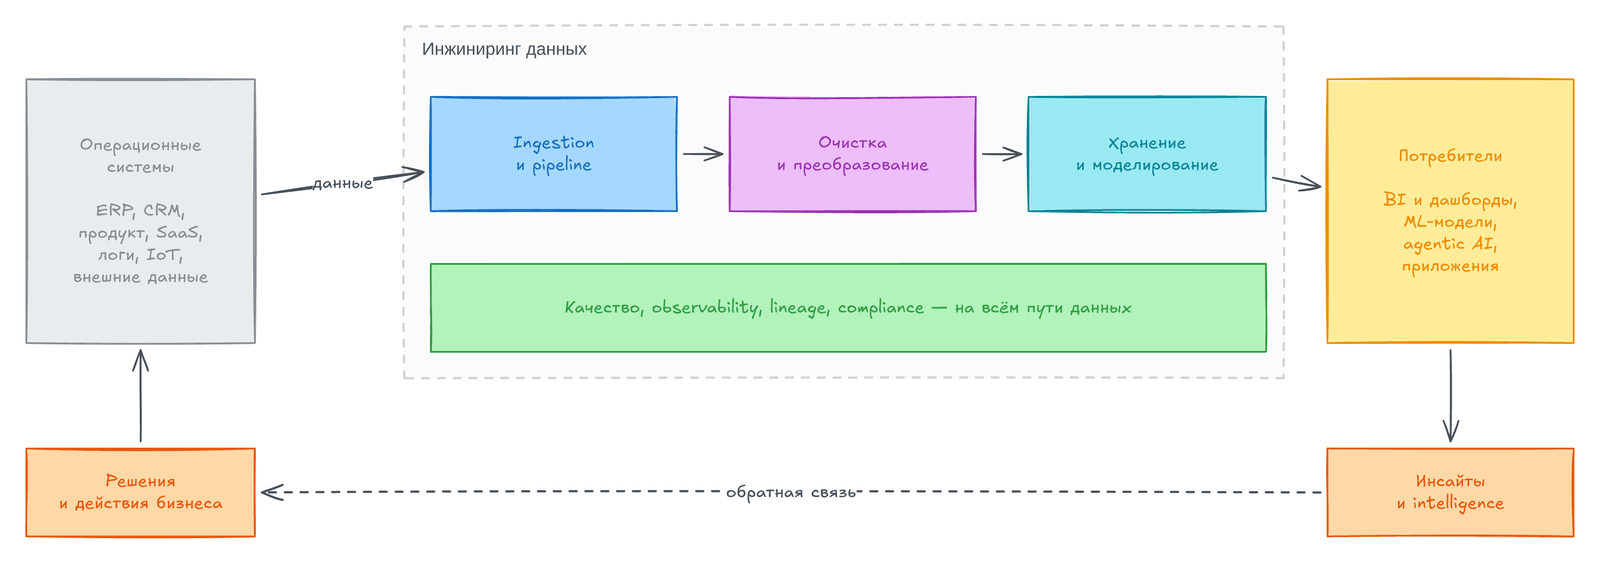 Инжиниринг данных
Операционные
системы
ERP, CRM,
продукт, SaaS,
логи, IoT,
внешние данные
данные
Ingestion
и pipeline
Очистка
и преобразование
Хранение
и моделирование
Потребители
BI и дашборды,
ML-модели,
agentic AI,
приложения
Качество, observability, lineage, compliance — на всём пути данных
Решения
и действия бизнеса
обратная связь
Инсайты
и intelligence